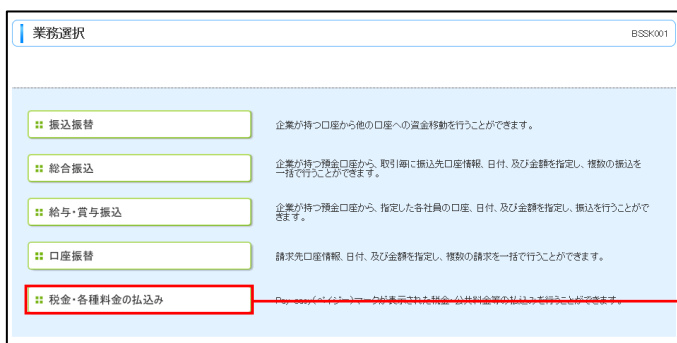 業務選択
BSSK001
振込振替
企業が持つ口座から他の口座への資金移動を行うことができます。
総合振込
企業が持つ預金口座から、取引毎に振込先口座情報、日付、及び金額を指定し、複数の振込を
一括で行うことができます。
給与・賞与振込
企業が持つ預金口座から、指定した各社員の口座、日付、及び金額を指定し、振込を行うことがで
きます。
口座振替
請求先口座情報、日付、及び金額を指定し、複数の請求を一括で行うことができます。
税金・各種料金の払込み
Pay-easy(ペイジー)マークが表示された税金・公共料金等の払込みを行うことができます。